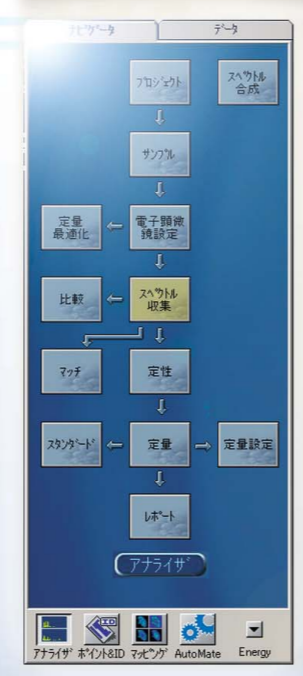 ナビゲータ
データ
プロジェクト
スペクトル
合成
サンプル
定量
最適化
電子顕微
鏡設定
比較
スペクトル
収集
マッチ
定性
スタンダード
定量
定量設定
レポート
アナライザ
アナライザ
ポイント&ID
マッピング
AutoMate
Energy